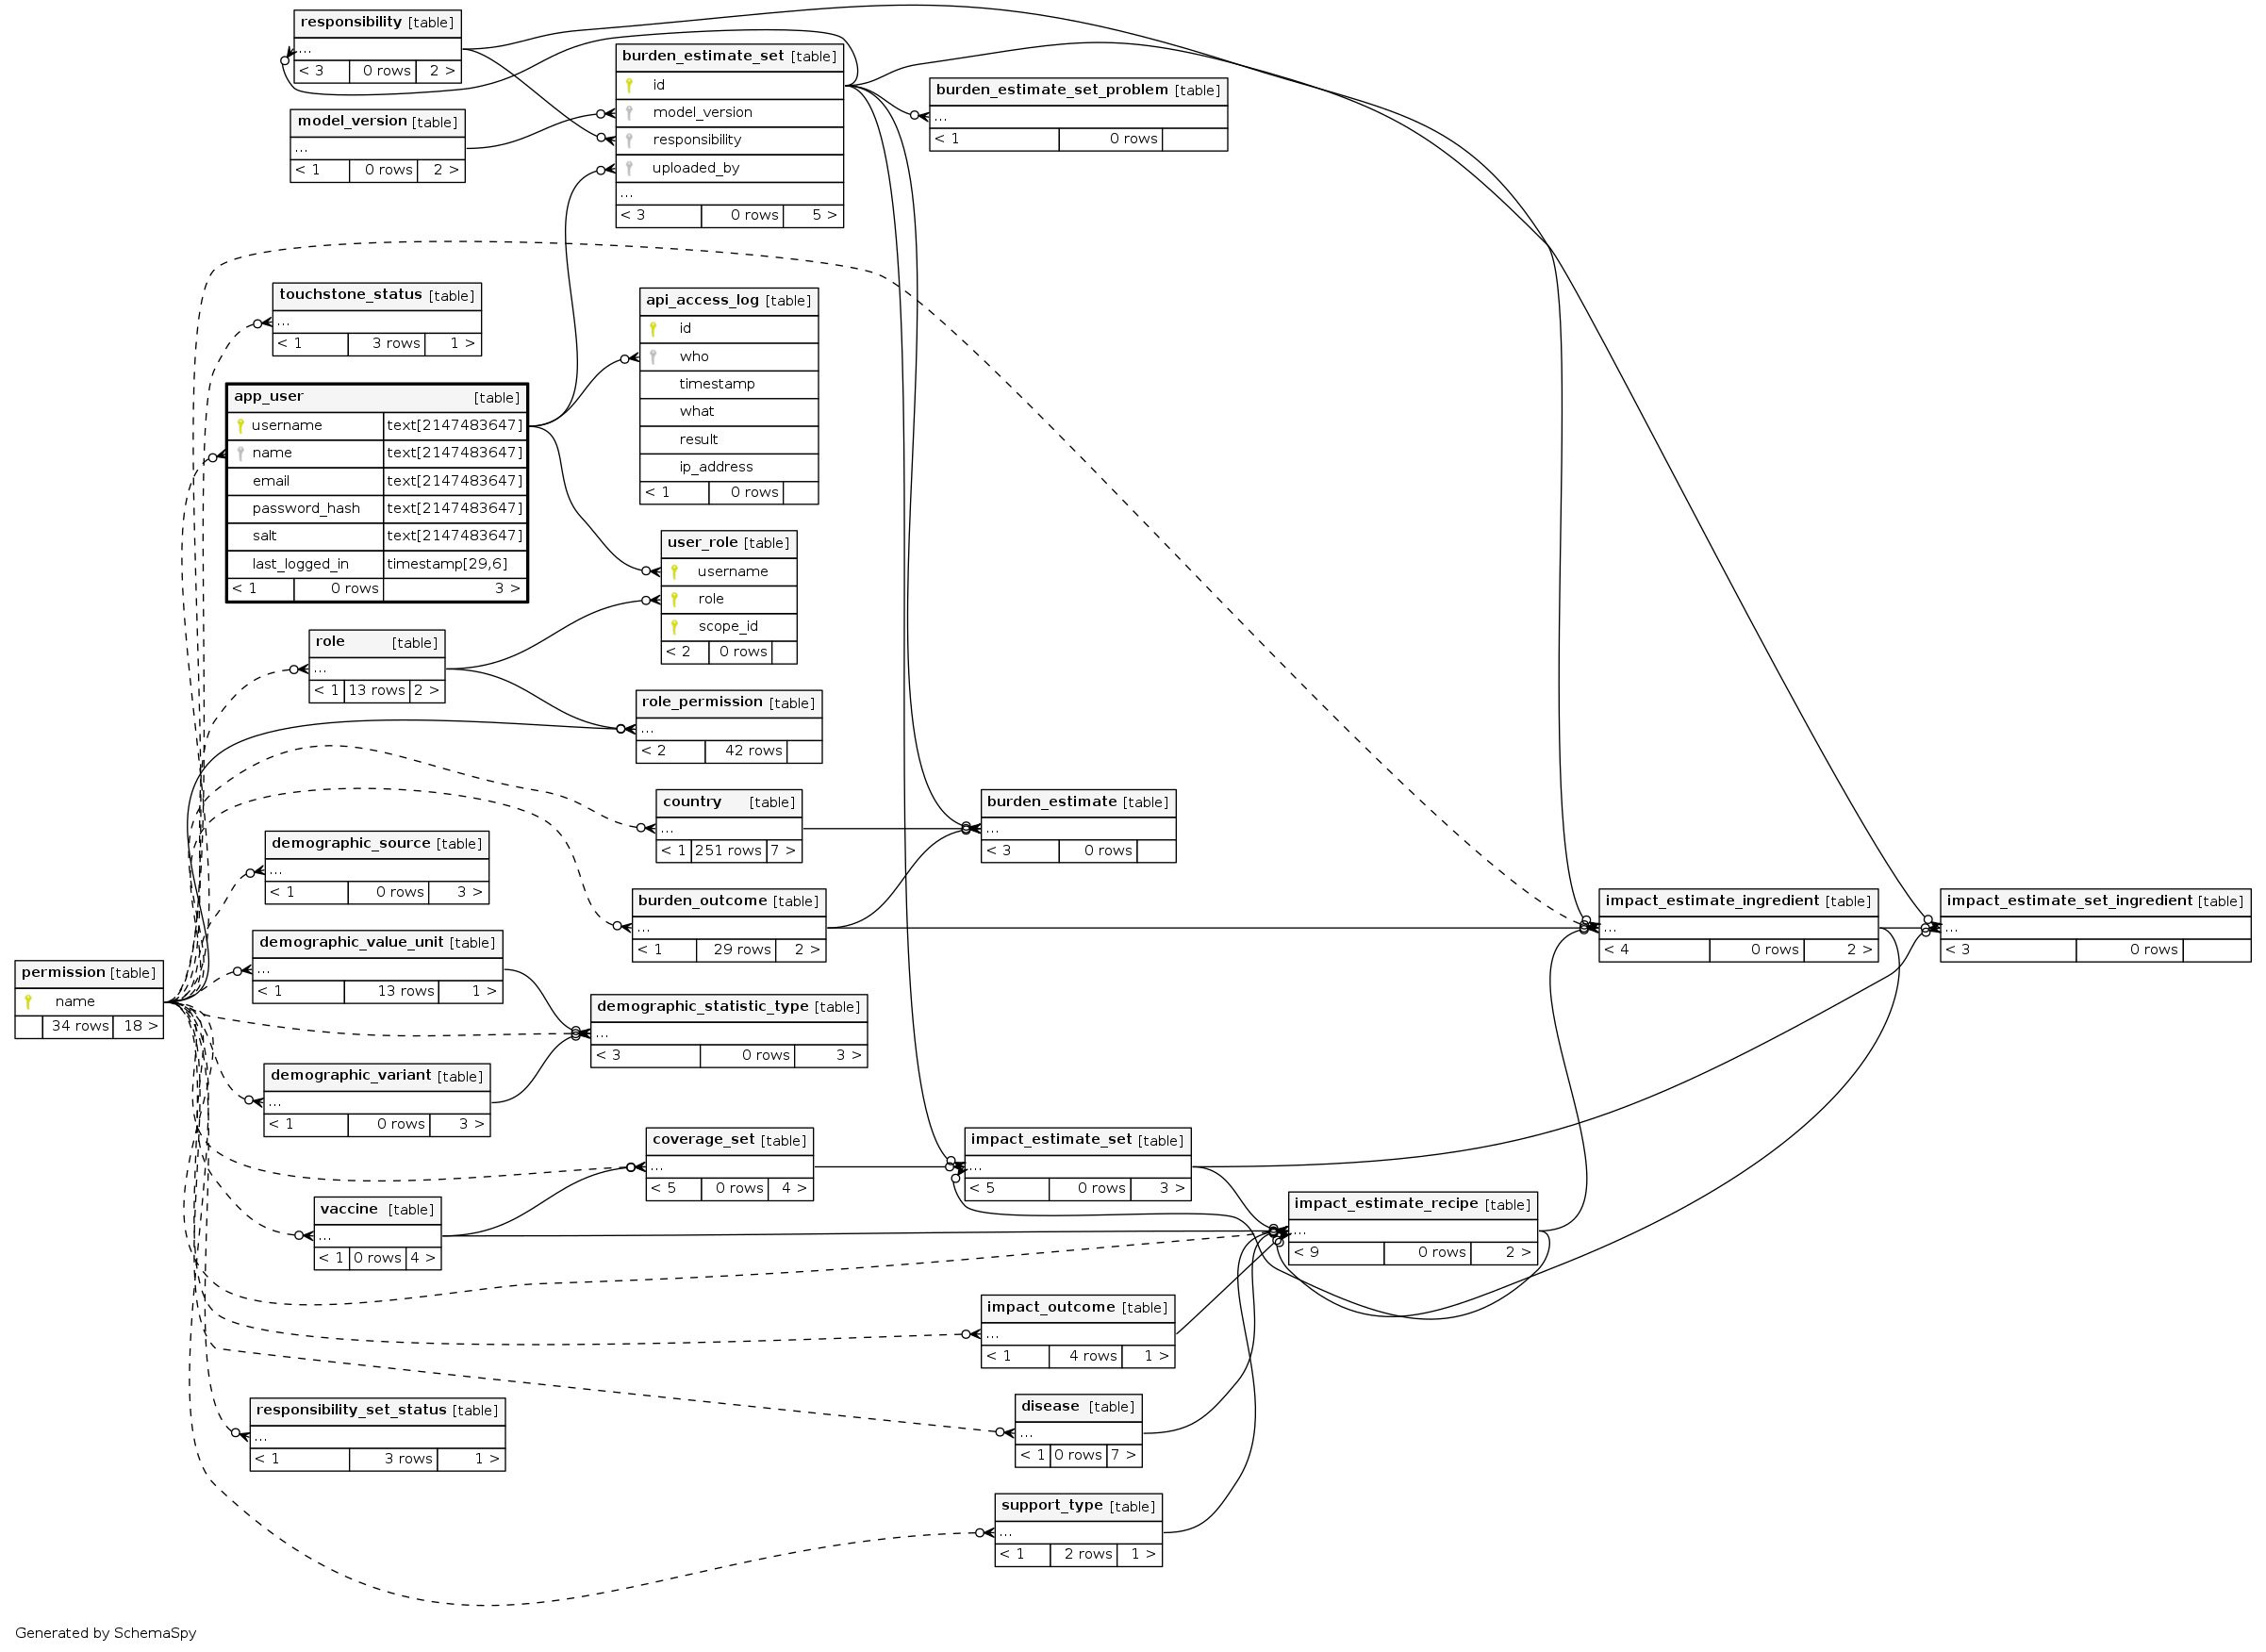 responsibility [table]
...
< 3 0 rows 2 >
model_version [table]
...
< 1 0 rows 2 >
burden_estimate_set [table]
id
model_version
responsibility
uploaded_by
...
< 3 0 rows 5 >
burden_estimate_set_problem [table]
...
< 1 0 rows
touchstone_status [table]
...
< 1 3 rows 1 >
api_access_log [table]
id
who
timestamp
what
result
ip_address
< 1 0 rows
app_user [table]
username text[2147483647]
name text[2147483647]
email text[2147483647]
password_hash text[2147483647]
salt text[2147483647]
last_logged_in timestamp[29,6]
< 1 0 rows 3 >
user_role [table]
username
role
scope_id
< 2 0 rows
role [table]
...
< 1 13 rows 2 >
role_permission [table]
...
< 2 42 rows
country [table]
...
< 1 251 rows 7 >
burden_estimate [table]
...
< 3 0 rows
demographic_source [table]
...
< 1 0 rows 3 >
burden_outcome [table]
...
< 1 29 rows 2 >
impact_estimate_ingredient [table]
...
< 4 0 rows 2 >
impact_estimate_set_ingredient [table]
...
< 3 0 rows
demographic_value_unit [table]
...
< 1 13 rows 1 >
permission [table]
name
34 rows 18 >
demographic_statistic_type [table]
...
< 3 0 rows 3 >
demographic_variant [table]
...
< 1 0 rows 3 >
coverage_set [table]
...
< 5 0 rows 4 >
impact_estimate_set [table]
...
< 5 0 rows 3 >
vaccine [table]
...
< 1 0 rows 4 >
impact_estimate_recipe [table]
...
< 9 0 rows 2 >
impact_outcome [table]
...
< 1 4 rows 1 >
disease [table]
...
< 1 0 rows 7 >
responsibility_set_status [table]
...
< 1 3 rows 1 >
support_type [table]
...
< 1 2 rows 1 >
Generated by SchemaSpy